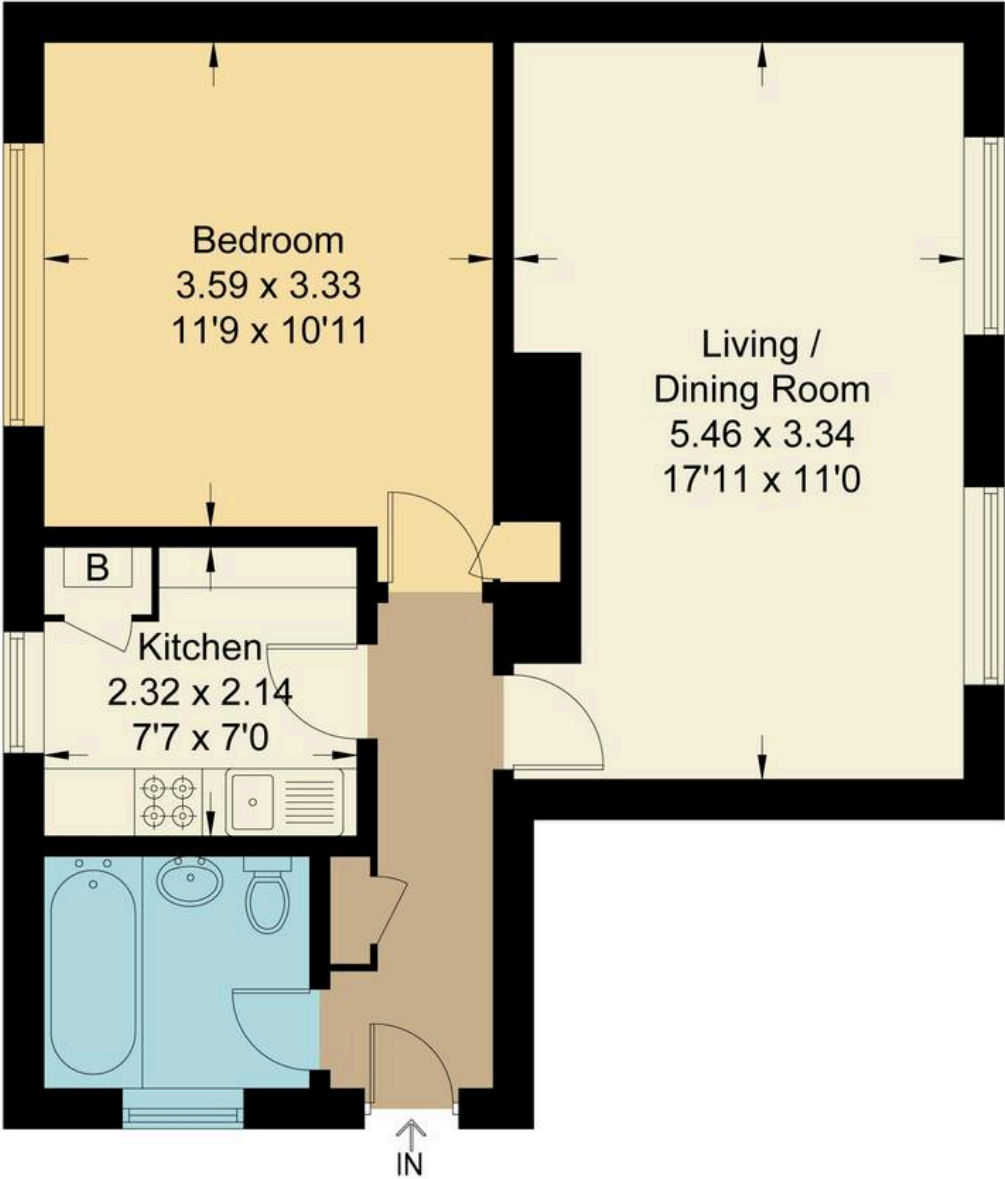 Bedroom
3.59 x 3.33
11'9 x 10'11
Living /
Dining Room
5.46 x 3.34
17'11 x 11'0
B
Kitchen
2.32 x 2.14
7'7 x 7'0
IN